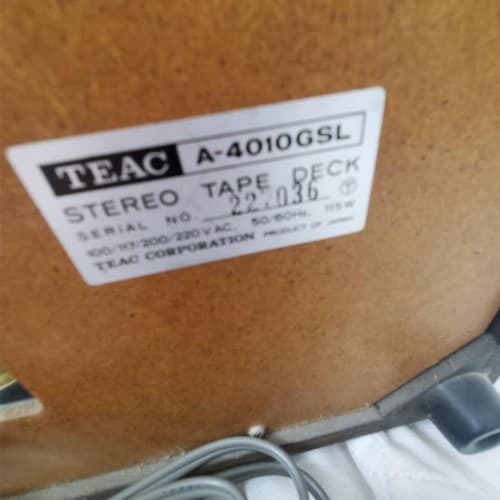 TEAC A-4010GSL
STEREO TAPE DECK
SERIAL NO. 227036 T
100/117/200/220VAC, 50/60Hz, 115W
TEAC CORPORATION PRODUCT OF JAPAN